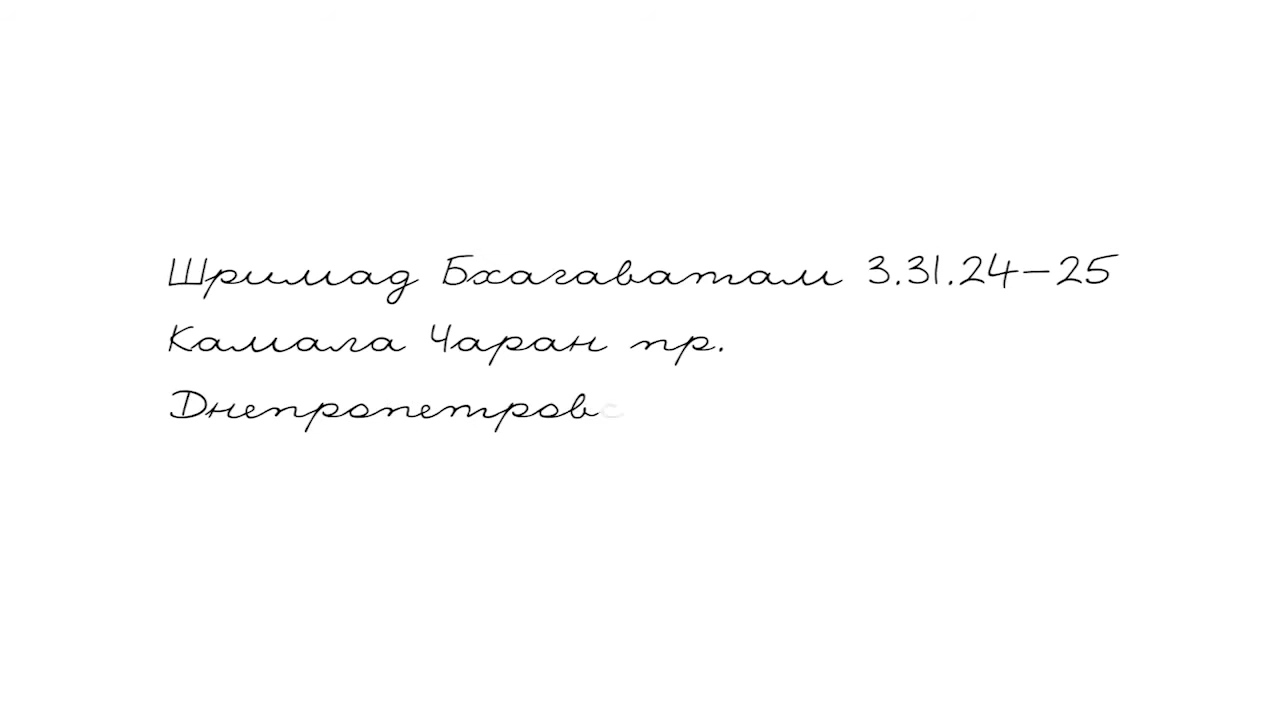 Шримад Бхагаватам 3.31.24–25
Камала Чаран пр.
Днепропетровс